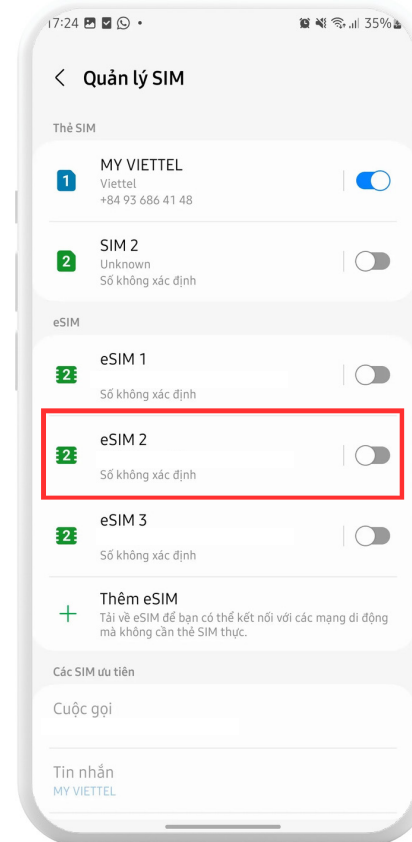 17:24 35%
Quản lý SIM
Thẻ SIM
1
MY VIETTEL
Viettel
+84 93 686 41 48
2
SIM 2
Unknown
Số không xác định
eSIM
2
eSIM 1
Số không xác định
2
eSIM 2
Số không xác định
2
eSIM 3
Số không xác định
Thêm eSIM
Tải về eSIM để bạn có thể kết nối với các mạng di động
mà không cần thẻ SIM thực.
Các SIM ưu tiên
Cuộc gọi
Tin nhắn
MY VIETTEL